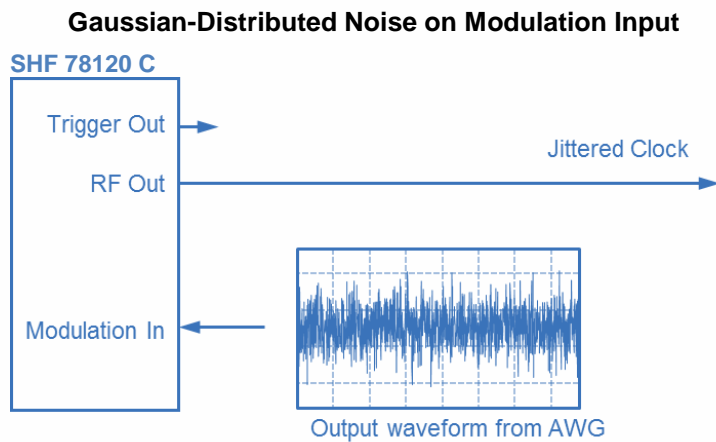 Gaussian-Distributed Noise on Modulation Input
SHF 78120 C
Trigger Out
Jittered Clock
RF Out
Modulation In
Output waveform from AWG